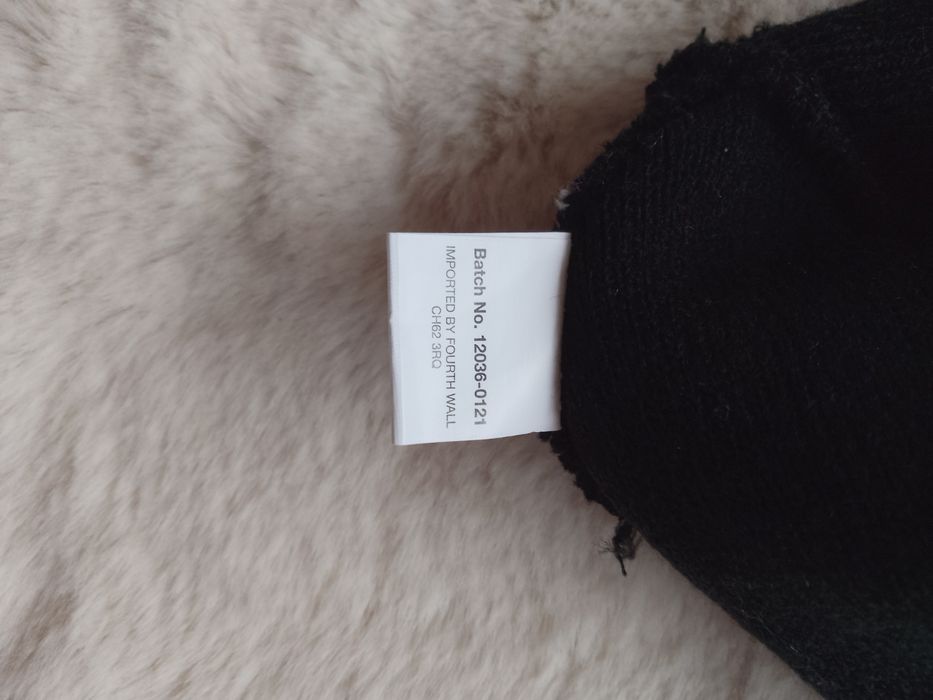 Batch No. 12036-0121
IMPORTED BY FOURTH WALL
CH62 3RQ